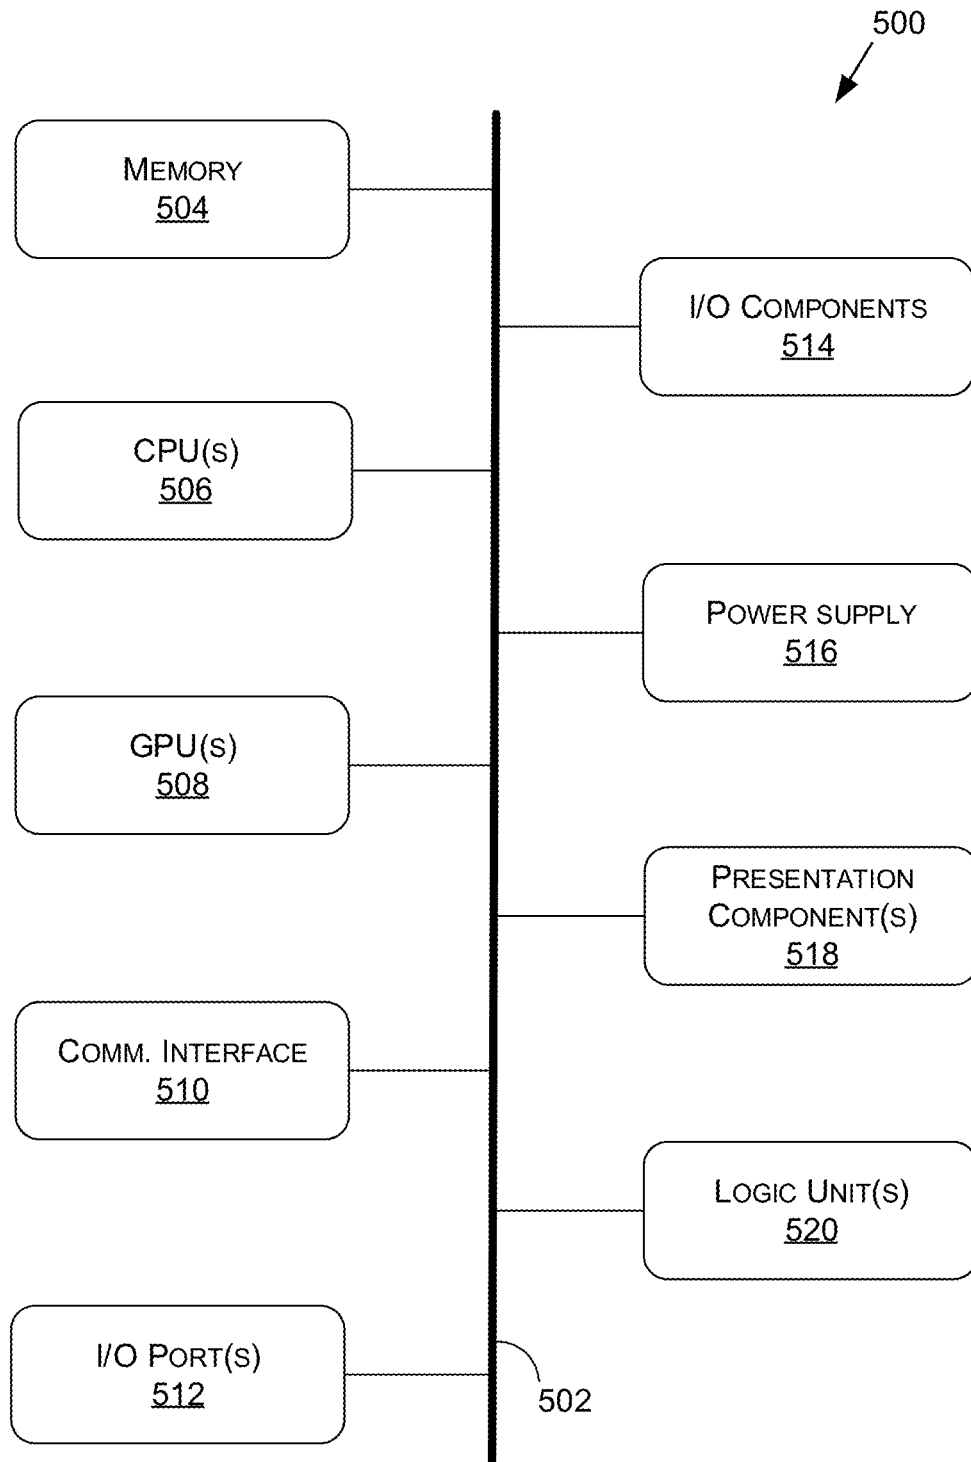 500
MEMORY
504
I/O COMPONENTS
514
CPU(S)
506
POWER SUPPLY
516
GPU(S)
508
PRESENTATION
COMPONENT(S)
518
COMM. INTERFACE
510
LOGIC UNIT(S)
520
I/O PORT(S)
512
502